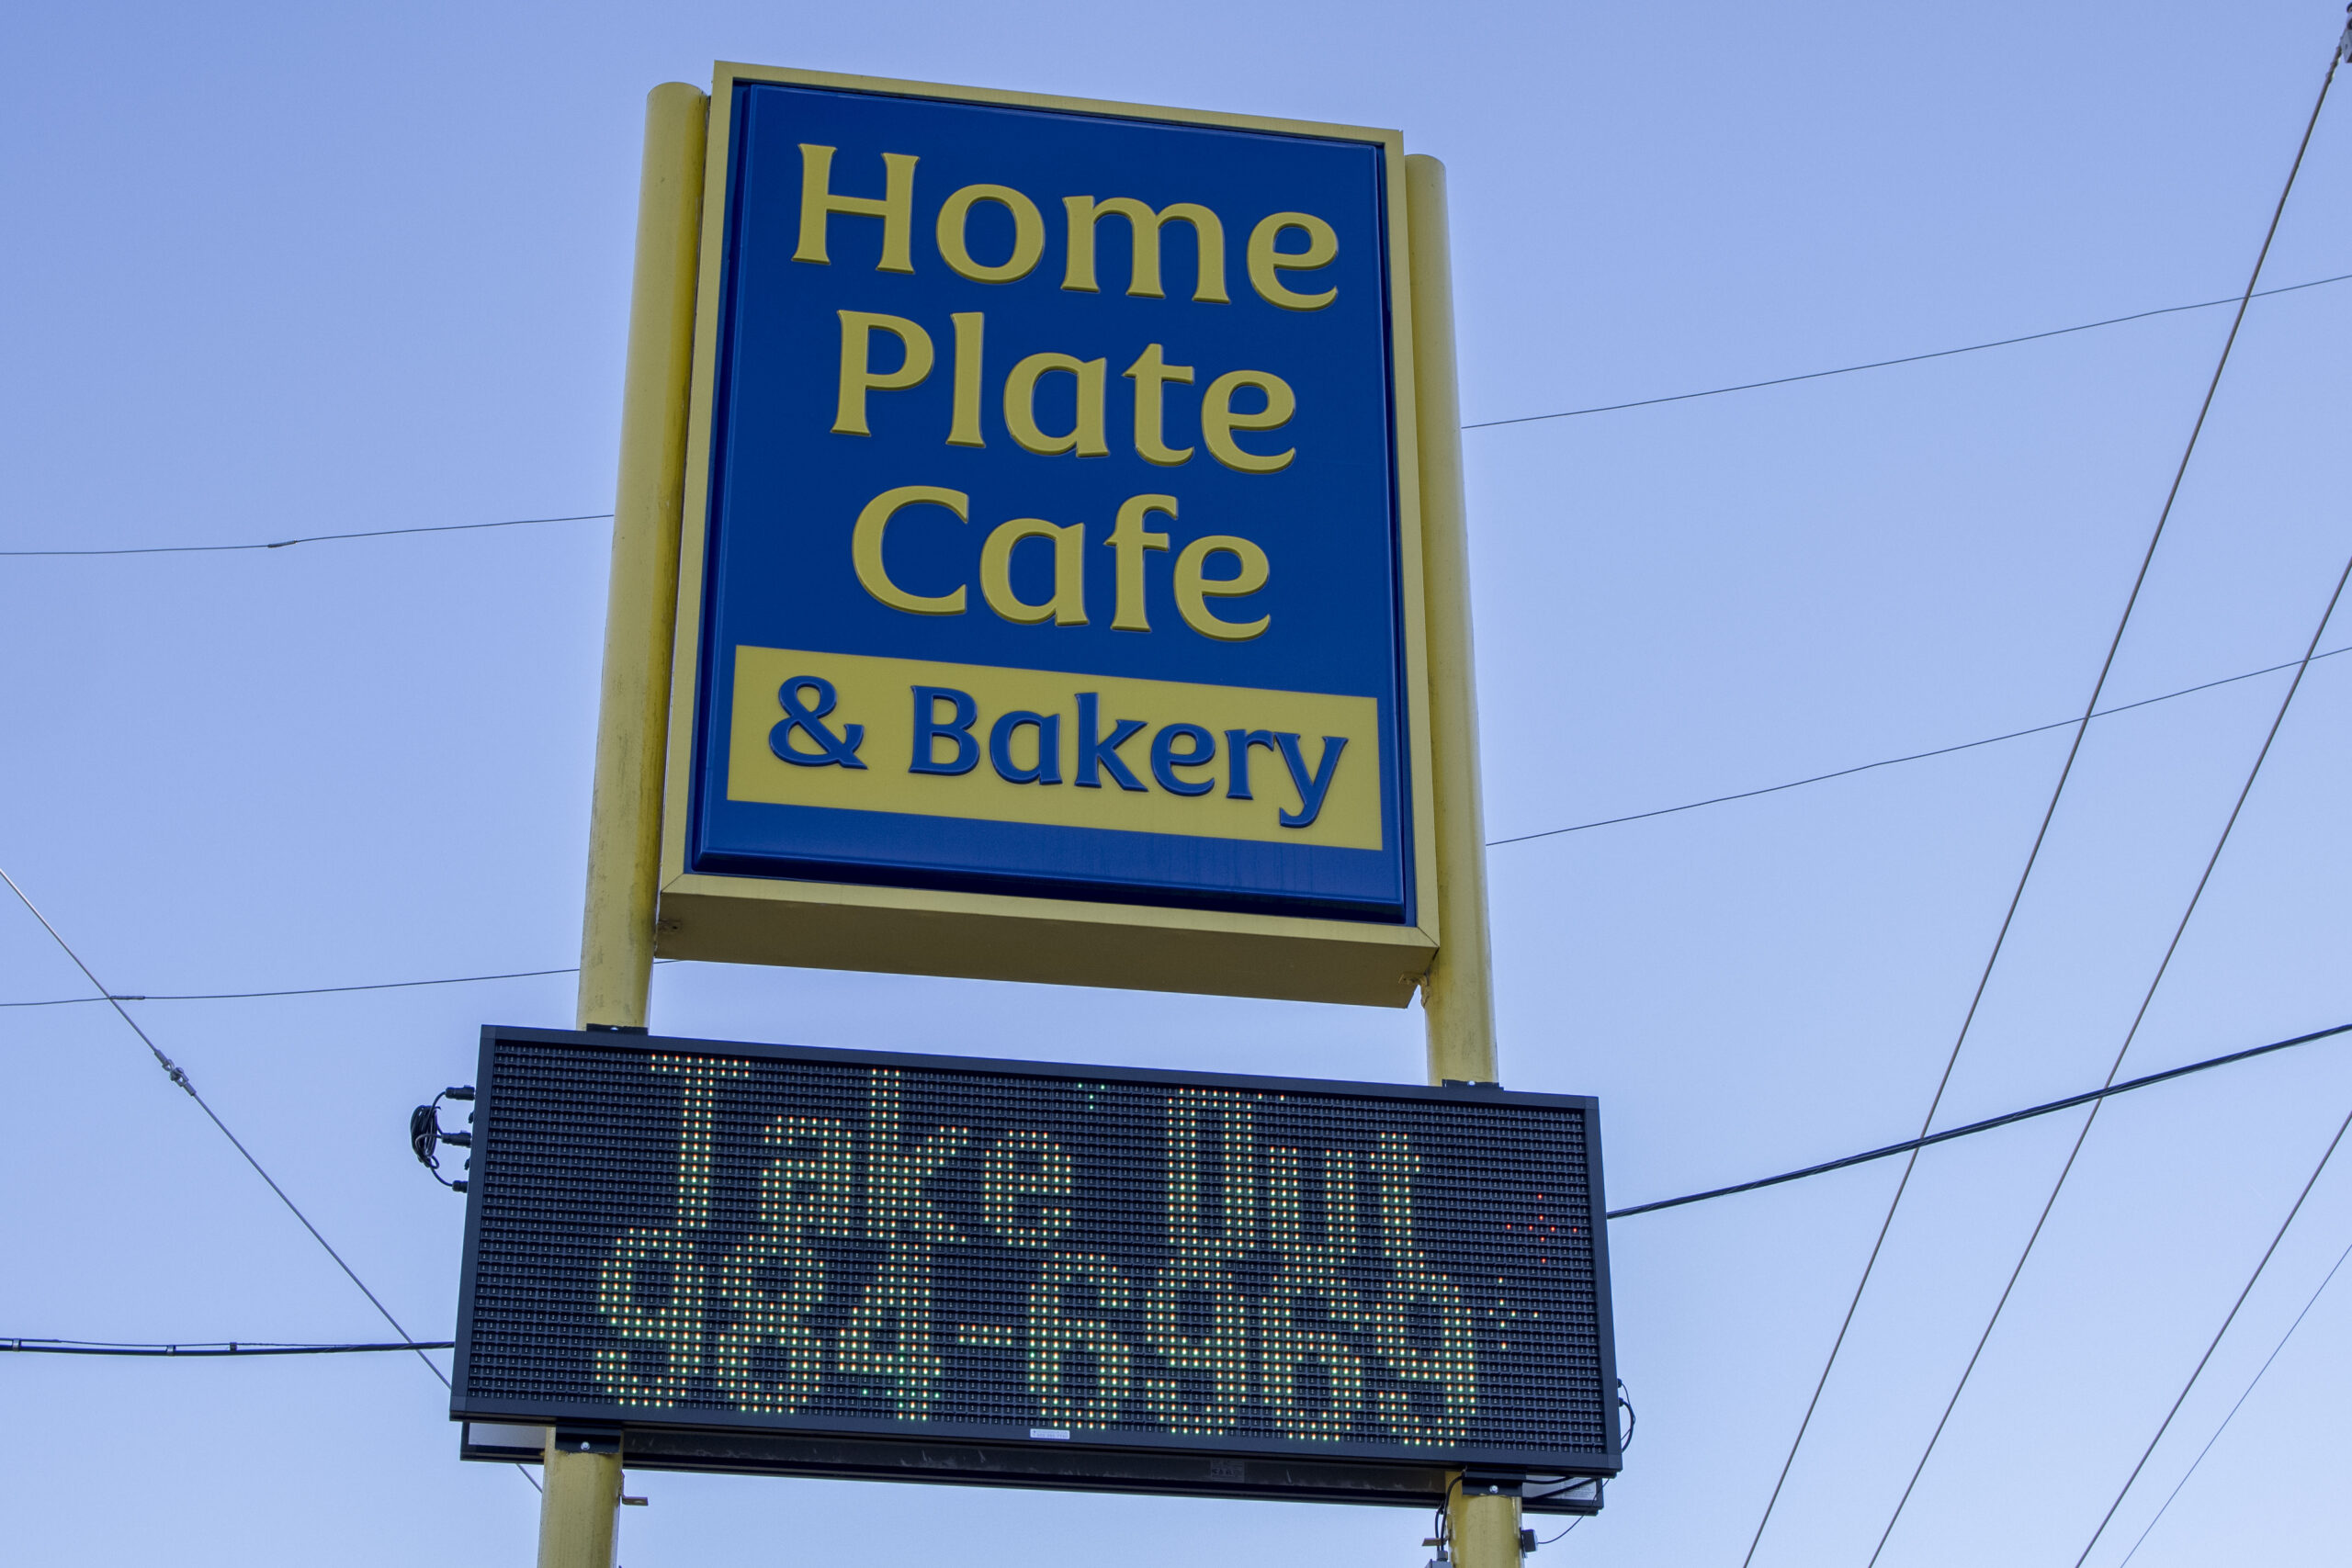 Home
Plate
Cafe
& Bakery
Take Out